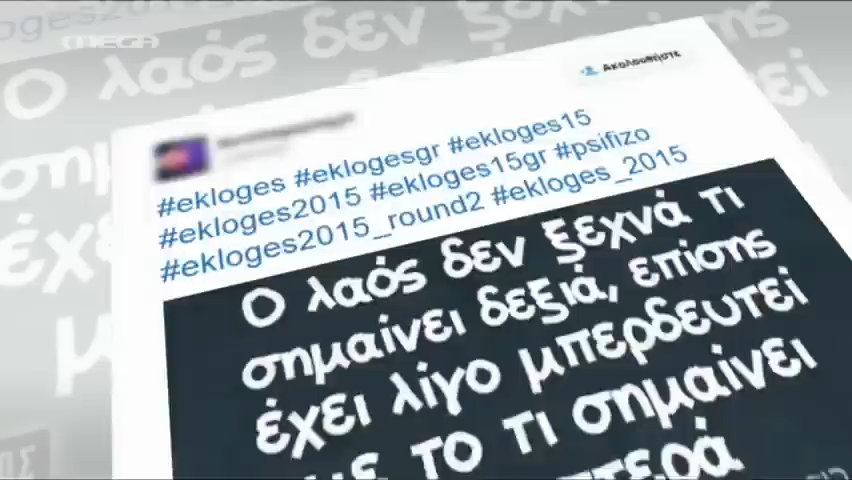 MEGA
Ακολουθήστε
#ekloges #eklogesgr #ekloges15
#ekloges2015 #ekloges15gr #psifizo
#ekloges2015_round2 #ekloges_2015
Ο λαός δεν ξεχνά τι
σημαίνει δεξιά, επίσης
έχει λίγο μπερδευτεί
με το τι σημαίνει